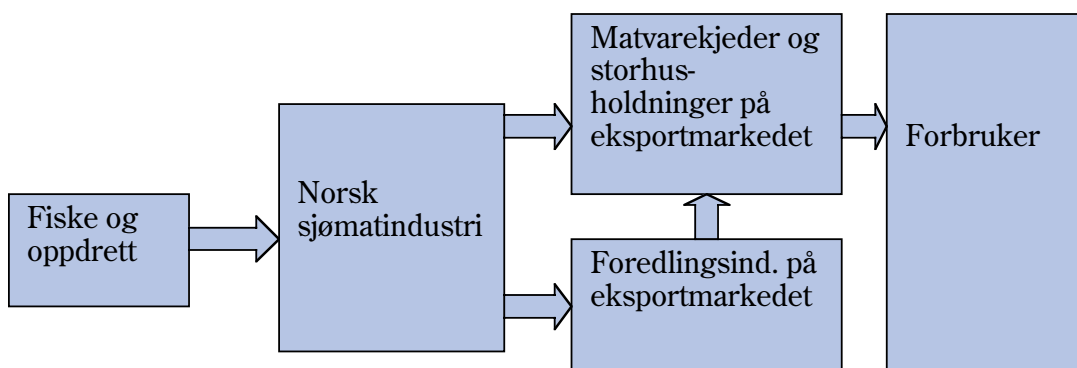 Fiske og
oppdrett
Norsk
sjømatindustri
Matvarekjeder og
storhus-
holdninger på
eksportmarkedet
Foredlingsind. på
eksportmarkedet
Forbruker